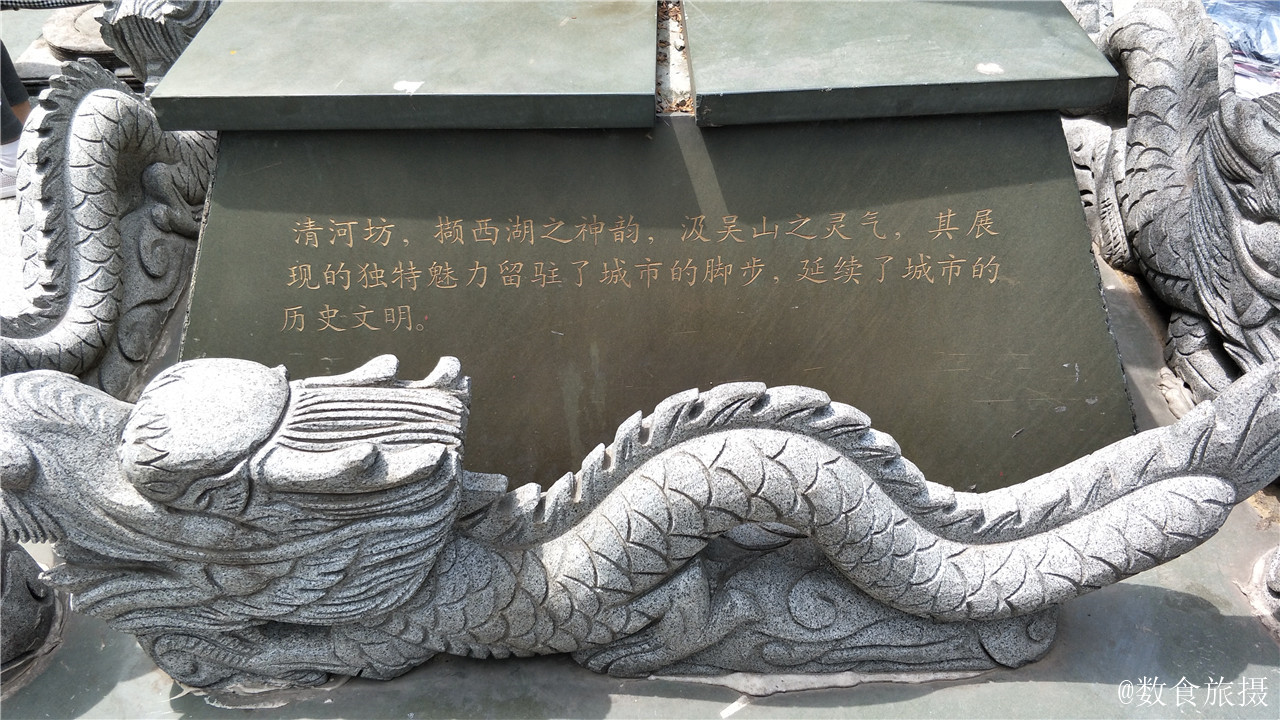 清河坊，撷西湖之神韵，汲吴山之灵气，其展
现的独特魅力留驻了城市的脚步，延续了城市的
历史文明。
@数食旅摄